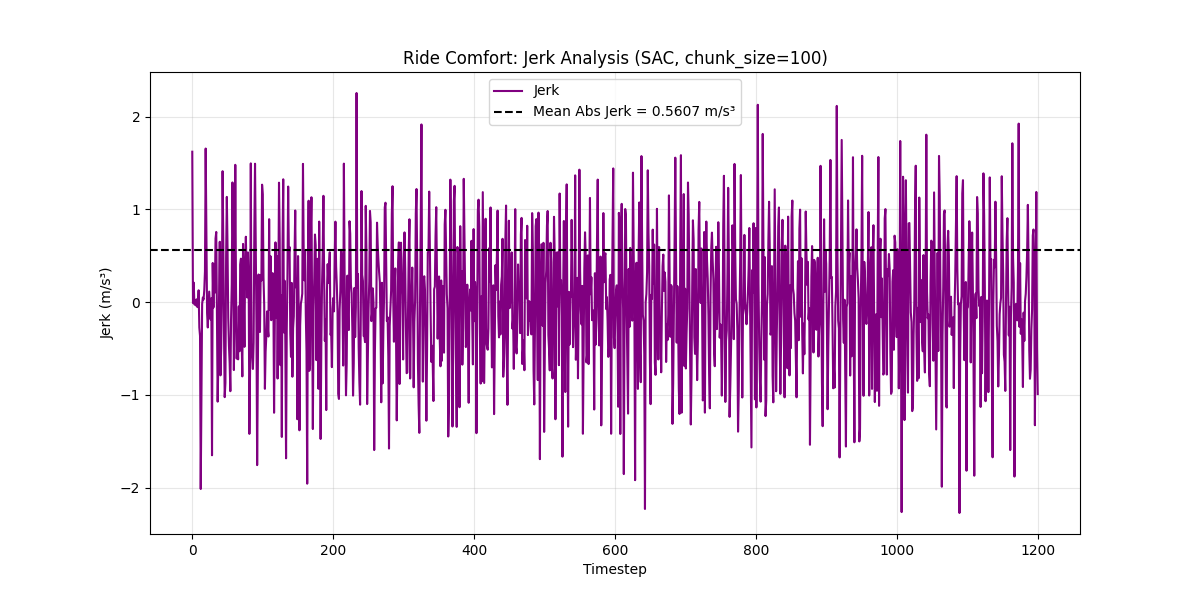 Ride Comfort: Jerk Analysis (SAC, chunk_size=100)
Jerk
Mean Abs Jerk = 0.5607 m/s³
Jerk (m/s³)
2
1
0
−1
−2
0 200 400 600 800 1000 1200
Timestep